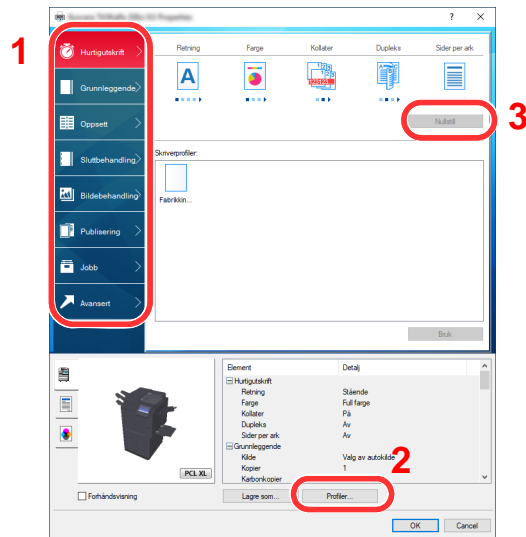 ? ×
1
Hurtigutskrift
Grunnleggende
Oppsett
Sluttbehandling
Bildebehandling
Publisering
Jobb
Avansert
Retning Farge Kollater Dupleks Sider per ark
A
123123
Nullstill
3
Skriverprofiler:
Fabrikkin...
Bruk
PCL XL
Forhåndsvisning
Element Detalj
Hurtigutskrift
Retning Stående
Farge Full farge
Kollater På
Dupleks Av
Sider per ark Av
Grunnleggende
Kilde Valg av autokilde
Kopier 1
Karbonkopier
2
Lagre som... Profiler...
OK Cancel